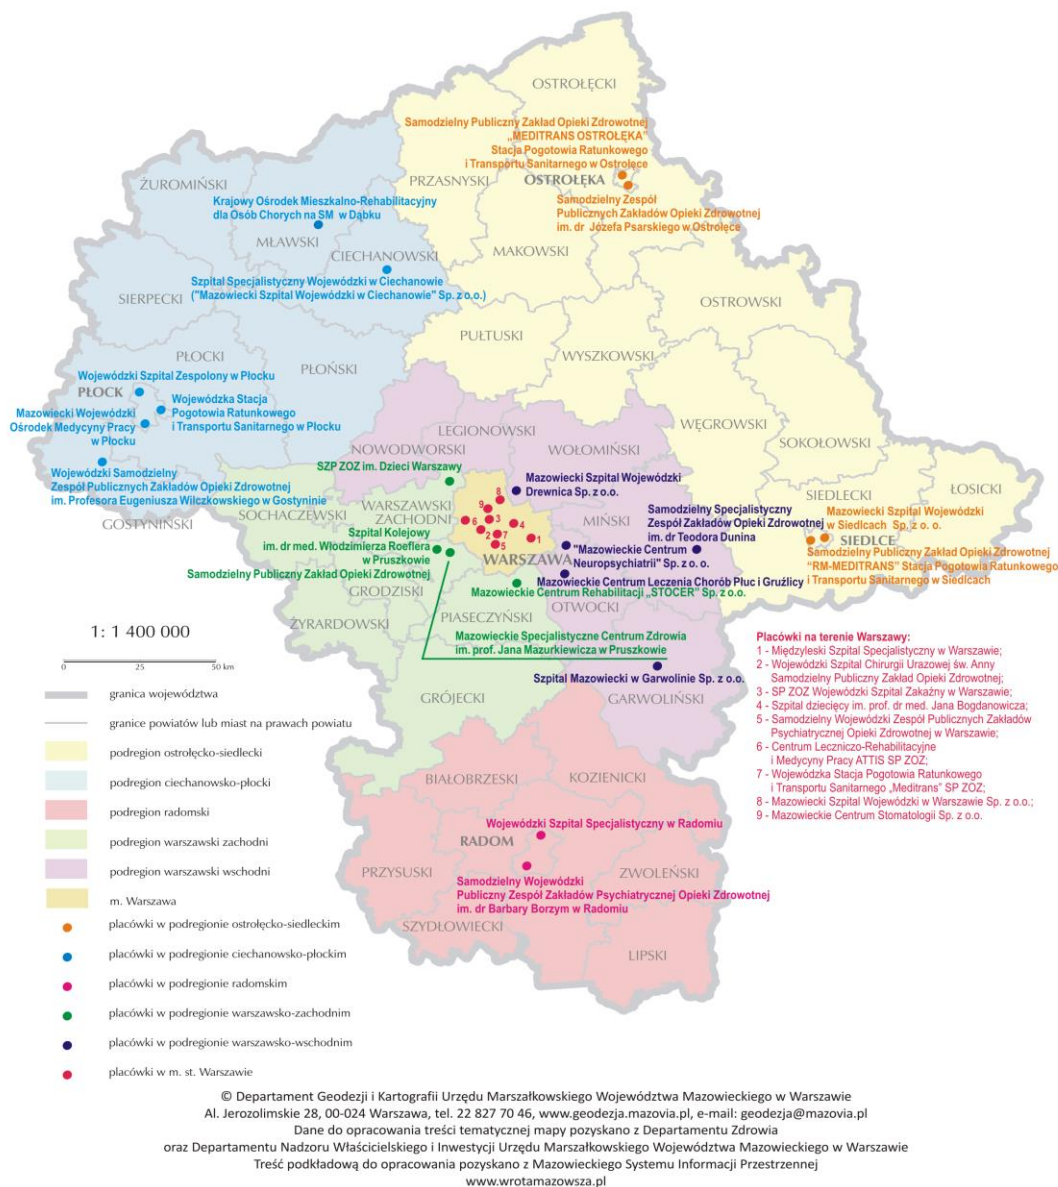 OSTROŁĘCKI
Samodzielny Publiczny Zakład Opieki Zdrowotnej
„MEDITRANS OSTROŁĘKA”
Stacja Pogotowia Ratunkowego
i Transportu Sanitarnego w Ostrołęce
ŻUROMIŃSKI
PRZASNYSKI
OSTROŁĘKA
Krajowy Ośrodek Mieszkalno-Rehabilitacyjny
dla Osób Chorych na SM w Dąbku
Samodzielny Zespół
Publicznych Zakładów Opieki Zdrowotnej
im. dr Józefa Psarskiego w Ostrołęce
MŁAWSKI
CIECHANOWSKI
MAKOWSKI
Szpital Specjalistyczny Wojewódzki w Ciechanowie
("Mazowiecki Szpital Wojewódzki w Ciechanowie" Sp. z o.o.)
SIERPECKI
OSTROWSKI
PUŁTUSKI
PŁOCKI
PŁOŃSKI
WYSZKOWSKI
Wojewódzki Szpital Zespolony w Płocku
PŁOCK
Wojewódzka Stacja
Pogotowia Ratunkowego
i Transportu Sanitarnego w Płocku
Mazowiecki Wojewódzki
Ośrodek Medycyny Pracy
w Płocku
WĘGROWSKI
SOKOŁOWSKI
LEGIONOWSKI
NOWODWORSKI
WOŁOMIŃSKI
SZP ZOZ im. Dzieci Warszawy
Wojewódzki Samodzielny
Zespół Publicznych Zakładów Opieki Zdrowotnej
im. Profesora Eugeniusza Wilczkowskiego w Gostyninie
Mazowiecki Szpital Wojewódzki
Drewnica Sp. z o.o.
GOSTYNIŃSKI
SOCHACZEWSKI
WARSZAWSKI
ZACHODNI
8
9
3
6
4
2
7
1
5
SIEDLECKI
ŁOSICKI
Samodzielny Specjalistyczny
Zespół Zakładów Opieki Zdrowotnej
im. dr Teodora Dunina
MIŃSKI
Mazowiecki Szpital Wojewódzki
w Siedlcach Sp. z o. o.
SIEDLCE
Szpital Kolejowy
im. dr med. Włodzimierza Roeflera
w Pruszkowie
Samodzielny Publiczny Zakład Opieki Zdrowotnej
WARSZAWA
"Mazowieckie Centrum
Neuropsychiatrii" Sp. z o.o.
Samodzielny Publiczny Zakład Opieki Zdrowotnej
“RM-MEDITRANS” Stacja Pogotowia Ratunkowego
i Transportu Sanitarnego w Siedlcach
Mazowieckie Centrum Leczenia Chorób Płuc i Gruźlicy
Mazowieckie Centrum Rehabilitacji „STOCER” Sp. z o.o.
GRODZISKI
OTWOCKI
PIASECZYŃSKI
ŻYRARDOWSKI
Mazowieckie Specjalistyczne Centrum Zdrowia
im. prof. Jana Mazurkiewicza w Pruszkowie
Szpital Mazowiecki w Garwolinie Sp. z o.o.
GRÓJECKI
GARWOLIŃSKI
1: 1 400 000
0 25 50 km
Placówki na terenie Warszawy:
1 - Międzyleski Szpital Specjalistyczny w Warszawie;
2 - Wojewódzki Szpital Chirurgii Urazowej św. Anny
Samodzielny Publiczny Zakład Opieki Zdrowotnej;
3 - SP ZOZ Wojewódzki Szpital Zakaźny w Warszawie;
4 - Szpital dziecięcy im. prof. dr med. Jana Bogdanowicza;
5 - Samodzielny Wojewódzki Zespół Publicznych Zakładów
Psychiatrycznej Opieki Zdrowotnej w Warszawie;
6 - Centrum Leczniczo-Rehabilitacyjne
i Medycyny Pracy ATTIS SP ZOZ;
7 - Wojewódzka Stacja Pogotowia Ratunkowego
i Transportu Sanitarnego „Meditrans” SP ZOZ;
8 - Mazowiecki Szpital Wojewódzki w Warszawie Sp. z o.o.;
9 - Mazowieckie Centrum Stomatologii Sp. z o.o.
BIAŁOBRZESKI
KOZIENICKI
Wojewódzki Szpital Specjalistyczny w Radomiu
RADOM
PRZYSUSKI
ZWOLEŃSKI
Samodzielny Wojewódzki
Publiczny Zespół Zakładów Psychiatrycznej Opieki Zdrowotnej
im. dr Barbary Borzym w Radomiu
SZYDŁOWIECKI
LIPSKI
granica województwa
granice powiatów lub miast na prawach powiatu
podregion ostrołęcko-siedlecki
podregion ciechanowsko-płocki
podregion radomski
podregion warszawski zachodni
podregion warszawski wschodni
m. Warszawa
placówki w podregionie ostrołęcko-siedleckim
placówki w podregionie ciechanowsko-płockim
placówki w podregionie radomskim
placówki w podregionie warszawsko-zachodnim
placówki w podregionie warszawsko-wschodnim
placówki w m. st. Warszawie
© Departament Geodezji i Kartografii Urzędu Marszałkowskiego Województwa Mazowieckiego w Warszawie
Al. Jerozolimskie 28, 00-024 Warszawa, tel. 22 827 70 46, www.geodezja.mazovia.pl, e-mail: geodezja@mazovia.pl
Dane do opracowania treści tematycznej mapy pozyskano z Departamentu Zdrowia
oraz Departamentu Nadzoru Właścicielskiego i Inwestycji Urzędu Marszałkowskiego Województwa Mazowieckiego w Warszawie
Treść podkładową do opracowania pozyskano z Mazowieckiego Systemu Informacji Przestrzennej
www.wrotamazowsza.pl